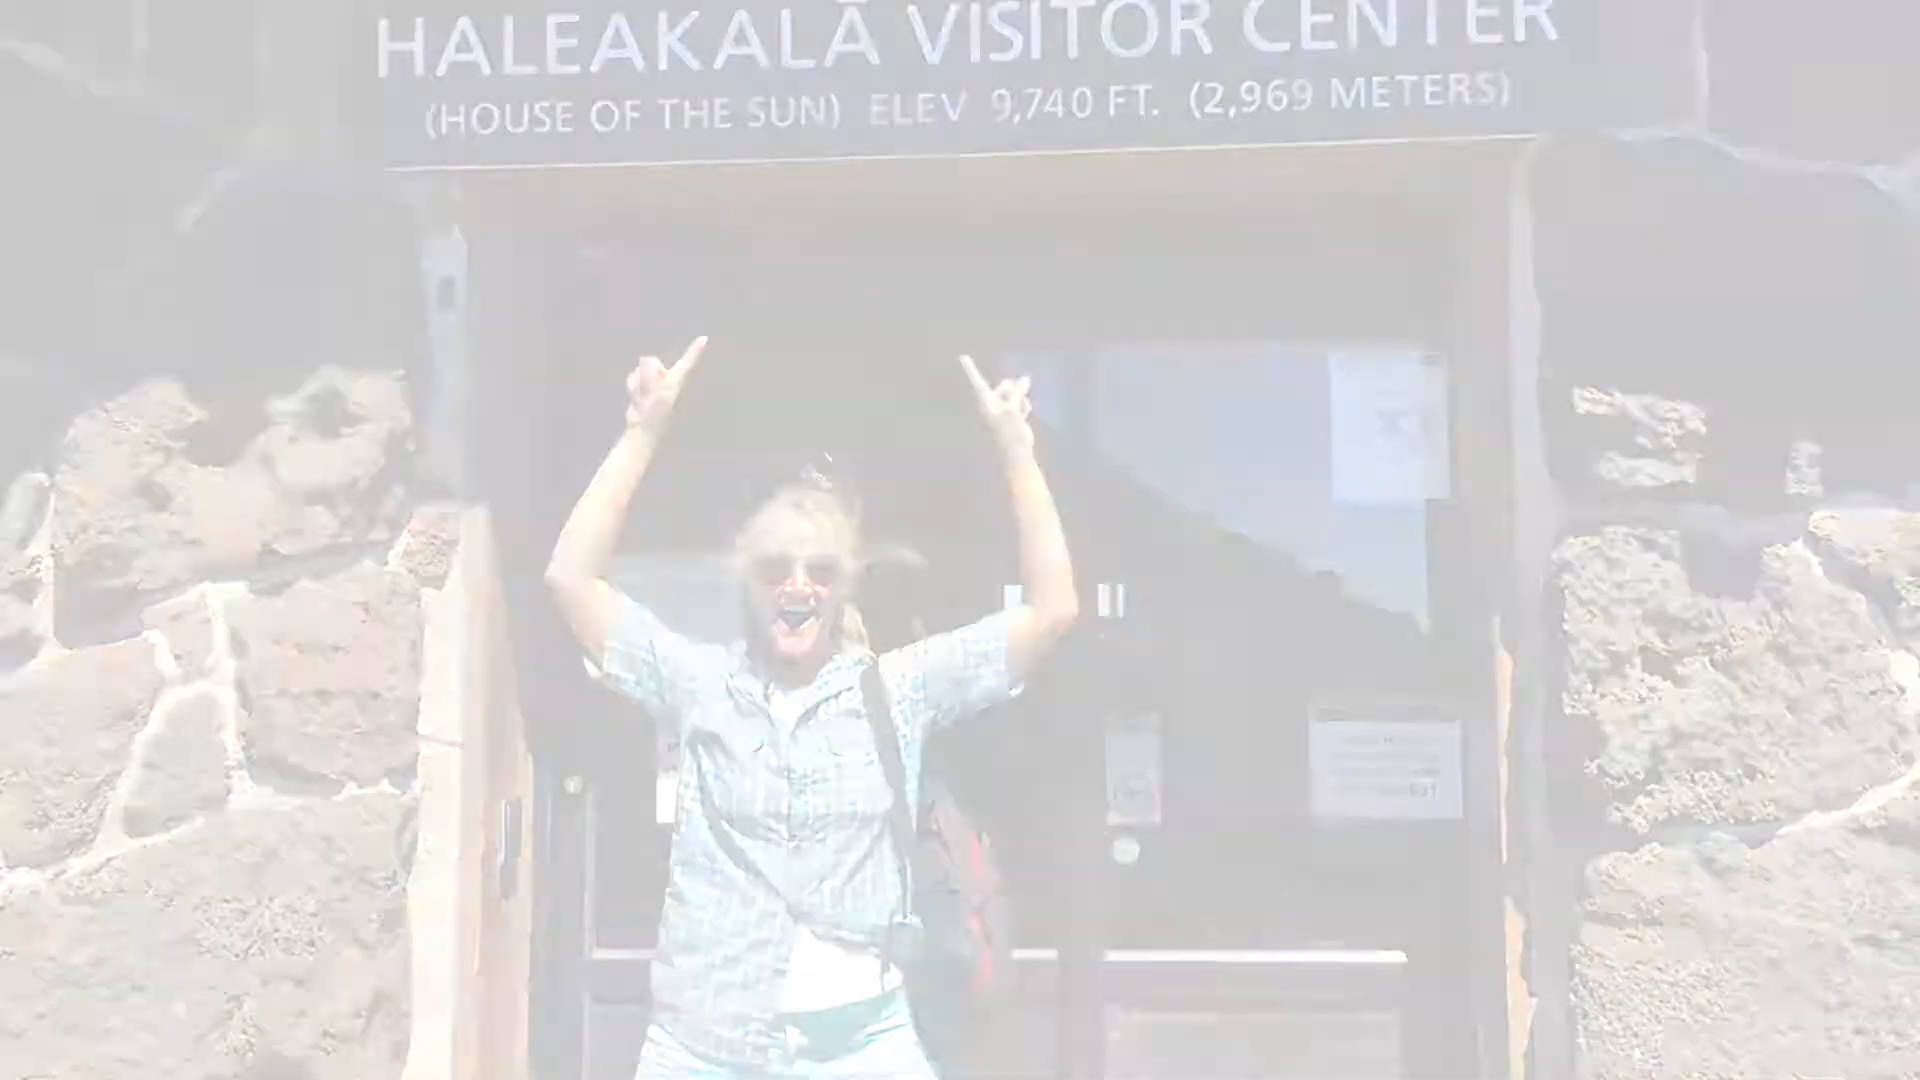 HALEAKALĀ VISITOR CENTER
(HOUSE OF THE SUN) ELEV 9,740 FT. (2,969 METERS)